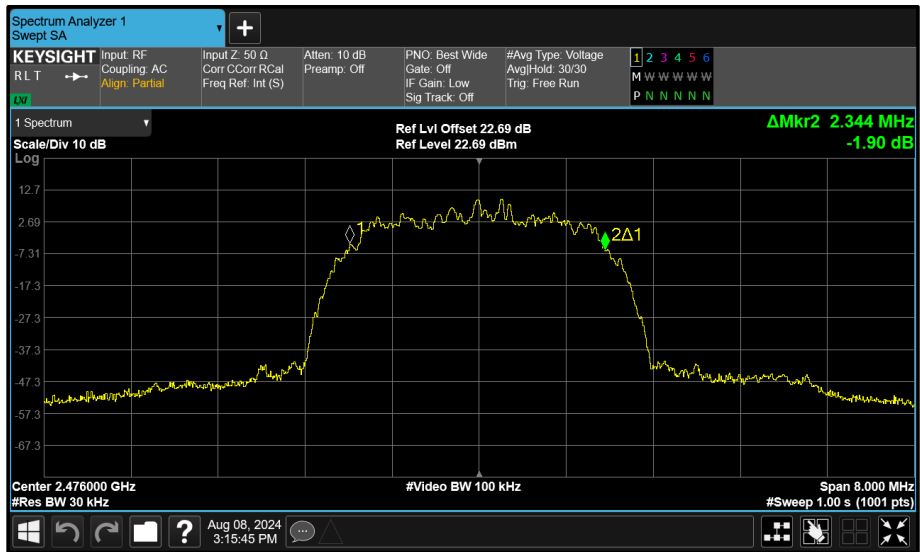 Spectrum Analyzer 1
Swept SA
KEYSIGHT
R L T
LXI
Input: RF
Coupling: AC
Align: Partial
Input Z: 50 Ω
Corr CCorr RCal
Freq Ref: Int (S)
Atten: 10 dB
Preamp: Off
PNO: Best Wide
Gate: Off
IF Gain: Low
Sig Track: Off
#Avg Type: Voltage
Avg|Hold: 30/30
Trig: Free Run
1 2 3 4 5 6
M W W W W W
P N N N N N
1 Spectrum
Scale/Div 10 dB
Log
Ref Lvl Offset 22.69 dB
Ref Level 22.69 dBm
ΔMkr2 2.344 MHz
-1.90 dB
12.7
2.69
-7.31
-17.3
-27.3
-37.3
-47.3
-57.3
-67.3
1
2Δ1
Center 2.476000 GHz
#Video BW 100 kHz
Span 8.000 MHz
#Res BW 30 kHz
#Sweep 1.00 s (1001 pts)
?
Aug 08, 2024
3:15:45 PM